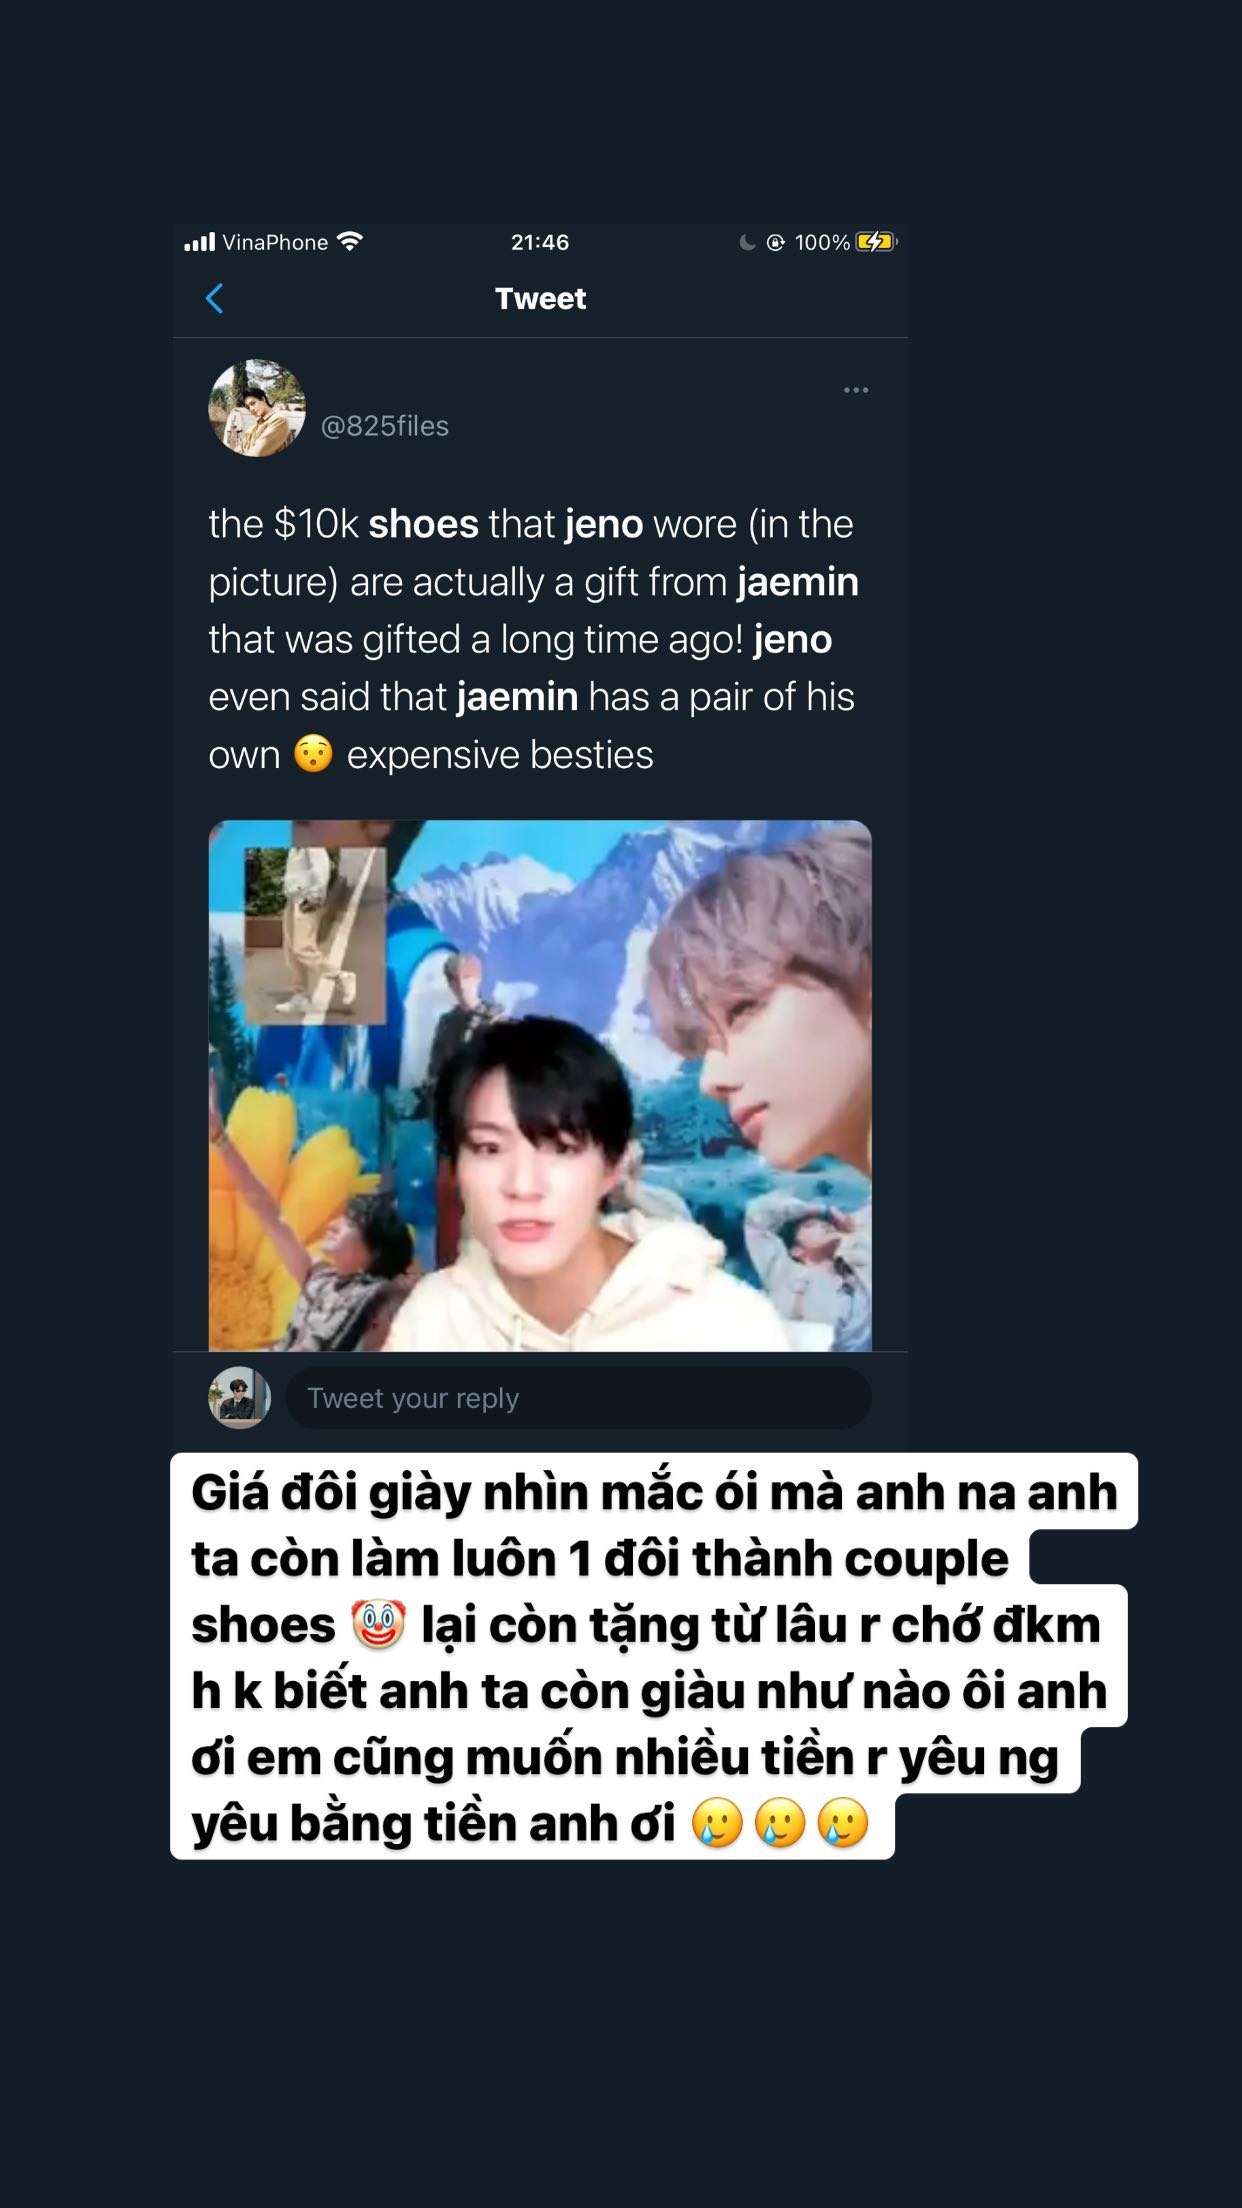 VinaPhone 21:46 100%
Tweet
@825files
the $10k shoes that jeno wore (in the
picture) are actually a gift from jaemin
that was gifted a long time ago! jeno
even said that jaemin has a pair of his
own 😯 expensive besties
Tweet your reply
Giá đôi giày nhìn mắc ói mà anh na anh
ta còn làm luôn 1 đôi thành couple
shoes 🤡 lại còn tặng từ lâu r chớ đkm
h k biết anh ta còn giàu như nào ôi anh
ơi em cũng muốn nhiều tiền r yêu ng
yêu bằng tiền anh ơi 🥲🥲🥲